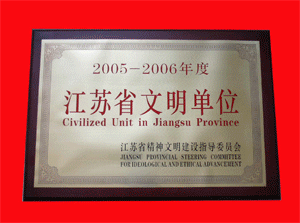 2005-2006年度
江苏省文明单位
Civilized Unit in Jiangsu Province
江苏省精神文明建设指导委员会
JIANGSU PROVINCIAL STEERING COMMITTEE
FOR IDEOLOGICAL AND ETHICAL ADVANCEMENT